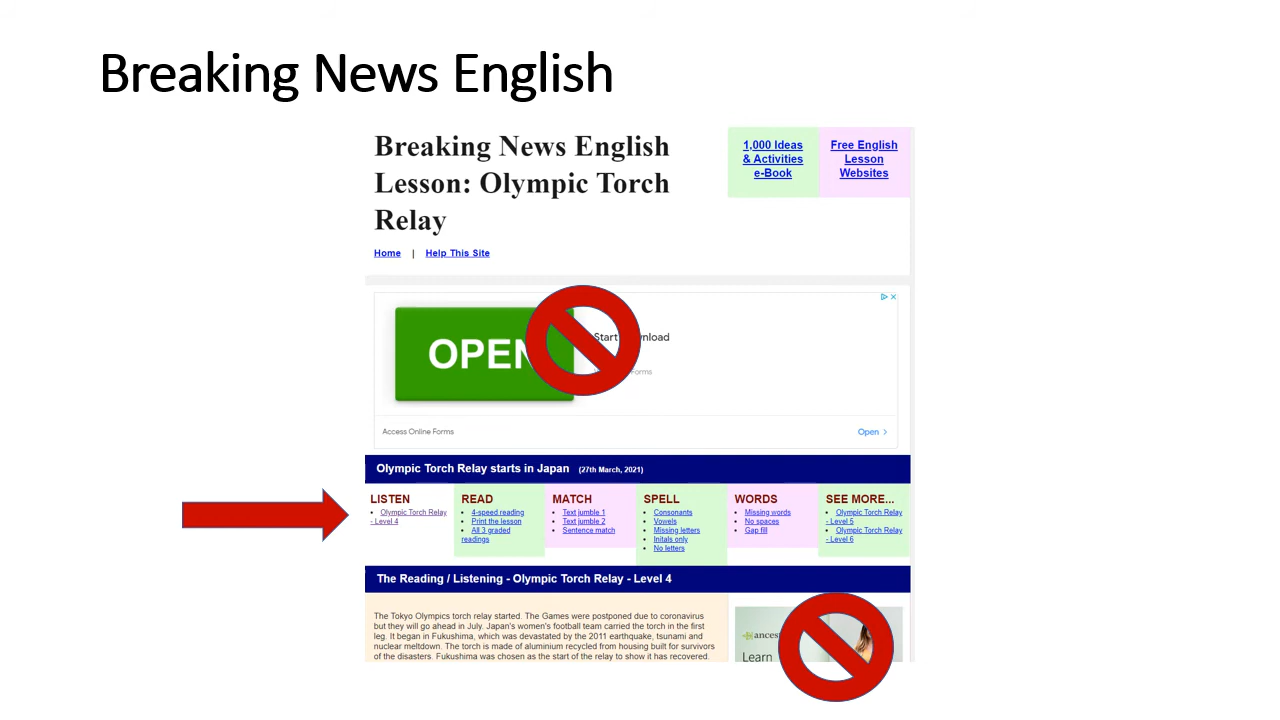 Breaking News English
Breaking News English
Lesson: Olympic Torch
Relay
1,000 Ideas
& Activities
e-Book
Free English
Lesson
Websites
Home | Help This Site
OPEN
Start
nload
orms
Access Online Forms
Open >
Olympic Torch Relay starts in Japan (27th March, 2021)
LISTEN
• Olympic Torch Relay
- Level 4
READ
• 4-speed reading
• Print the lesson
• All 3 graded
readings
MATCH
• Text jumble 1
• Text jumble 2
• Sentence match
SPELL
• Consonants
• Vowels
• Missing letters
• Initals only
• No letters
WORDS
• Missing words
• No spaces
• Gap fill
SEE MORE...
• Olympic Torch Relay
- Level 5
• Olympic Torch Relay
- Level 6
The Reading / Listening - Olympic Torch Relay - Level 4
The Tokyo Olympics torch relay started. The Games were postponed due to coronavirus
but they will go ahead in July. Japan's women's football team carried the torch in the first
leg. It began in Fukushima, which was devastated by the 2011 earthquake, tsunami and
nuclear meltdown. The torch is made of aluminium recycled from housing built for survivors
of the disasters. Fukushima was chosen as the start of the relay to show it has recovered.
ances
Learn